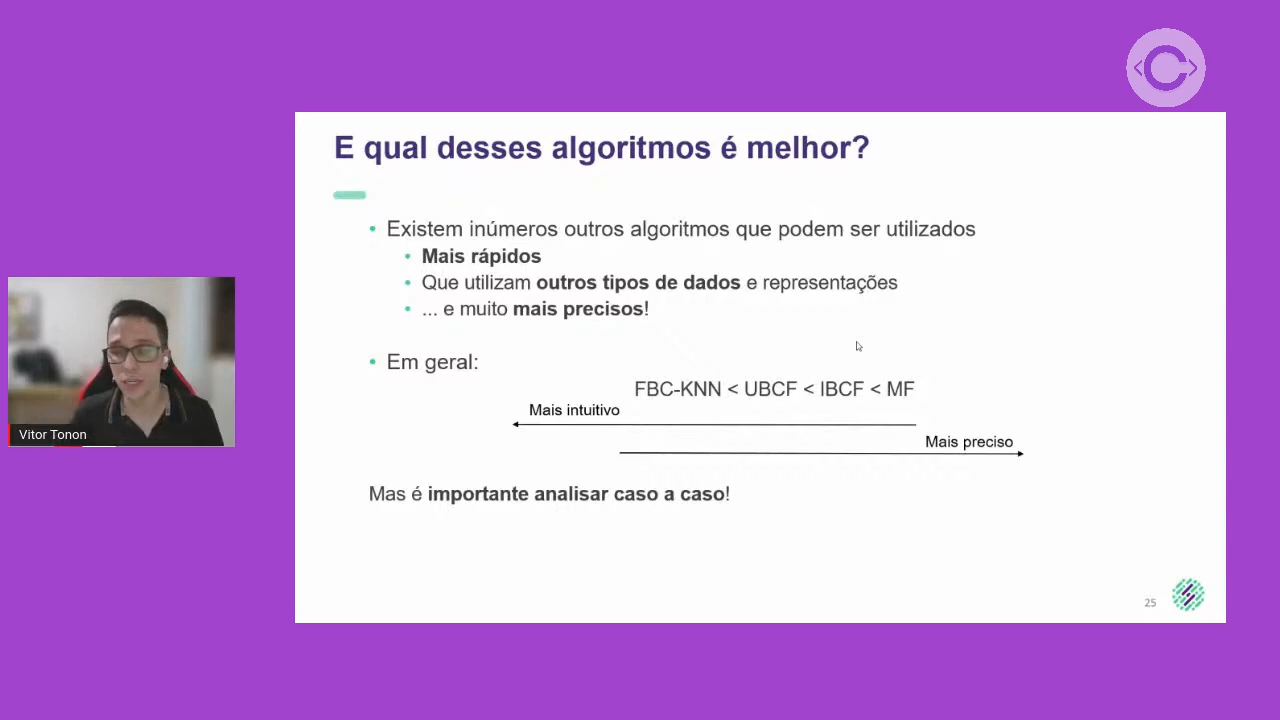 E qual desses algoritmos é melhor?
• Existem inúmeros outros algoritmos que podem ser utilizados
• Mais rápidos
• Que utilizam outros tipos de dados e representações
• ... e muito mais precisos!
• Em geral:
FBC-KNN < UBCF < IBCF < MF
Mais intuitivo
Mais preciso
Mas é importante analisar caso a caso!
Vitor Tonon
25